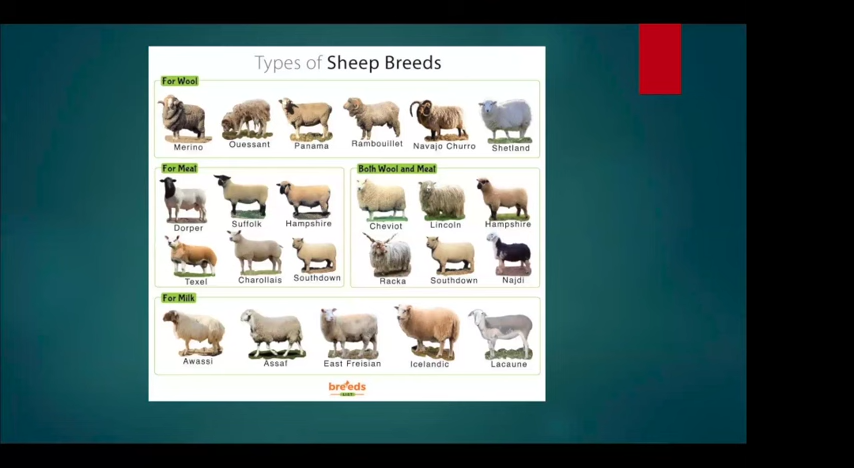 Types of Sheep Breeds
For Wool
Merino
Ouessant
Panama
Rambouillet
Navajo Churro
Shetland
For Meat
Dorper
Suffolk
Hampshire
Texel
Charollais
Southdown
Both Wool and Meat
Cheviot
Lincoln
Hampshire
Racka
Southdown
Najdi
For Milk
Awassi
Assaf
East Freisian
Icelandic
Lacaune
breeds
LIST